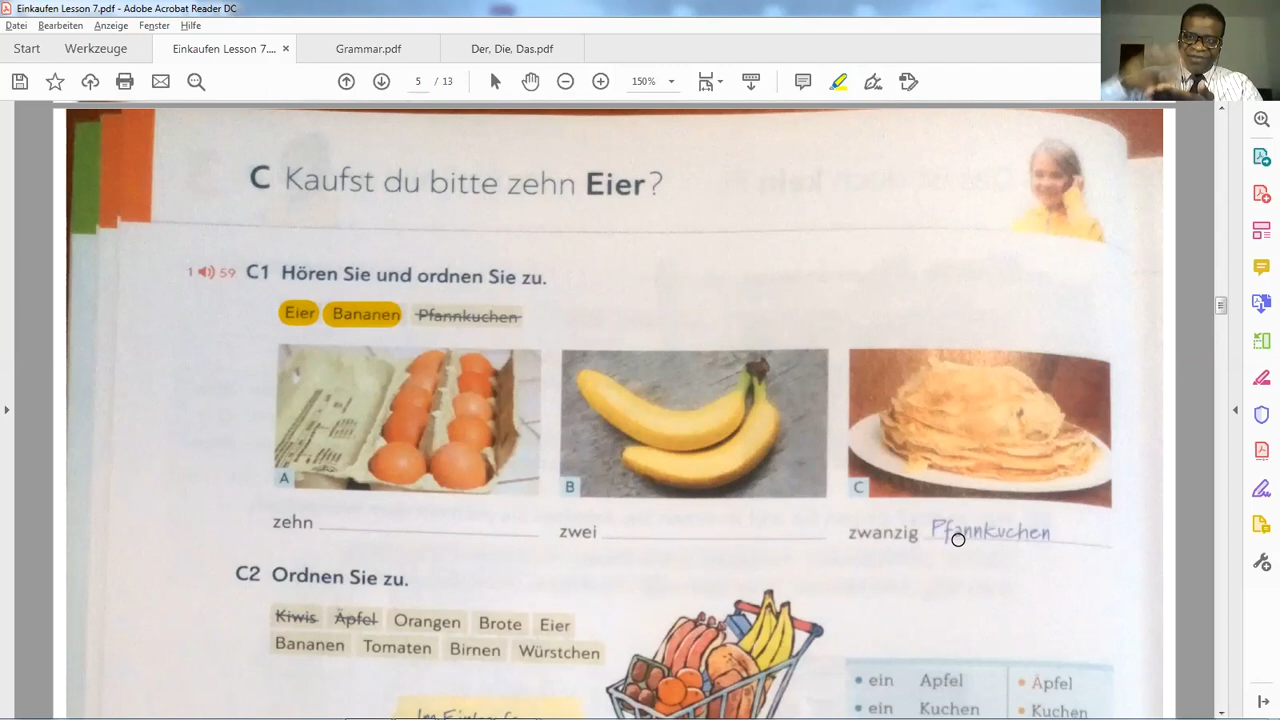 Einkaufen Lesson 7.pdf - Adobe Acrobat Reader DC
Datei Bearbeiten Anzeige Fenster Hilfe
Start Werkzeuge Einkaufen Lesson 7.... × Grammar.pdf Der, Die, Das.pdf
5 / 13 150%
C Kaufst du bitte zehn Eier?
1 59 C1 Hören Sie und ordnen Sie zu.
Eier Bananen Pfannkuchen
A B C
zehn zwei zwanzig Pfannkuchen
C2 Ordnen Sie zu.
Kiwis Äpfel Orangen Brote Eier
Bananen Tomaten Birnen Würstchen
ein Apfel Äpfel
ein Kuchen Kuchen